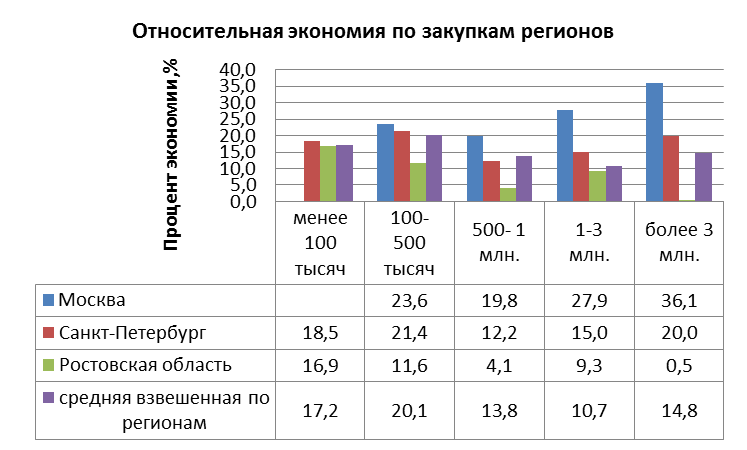 Относительная экономия по закупкам регионов
Процент экономии,%
40,0
35,0
30,0
25,0
20,0
15,0
10,0
5,0
0,0
менее 100 тысяч
100-500 тысяч
500- 1 млн.
1-3 млн.
более 3 млн.
Москва 23,6 19,8 27,9 36,1
Санкт-Петербург 18,5 21,4 12,2 15,0 20,0
Ростовская область 16,9 11,6 4,1 9,3 0,5
средняя взвешенная по регионам 17,2 20,1 13,8 10,7 14,8